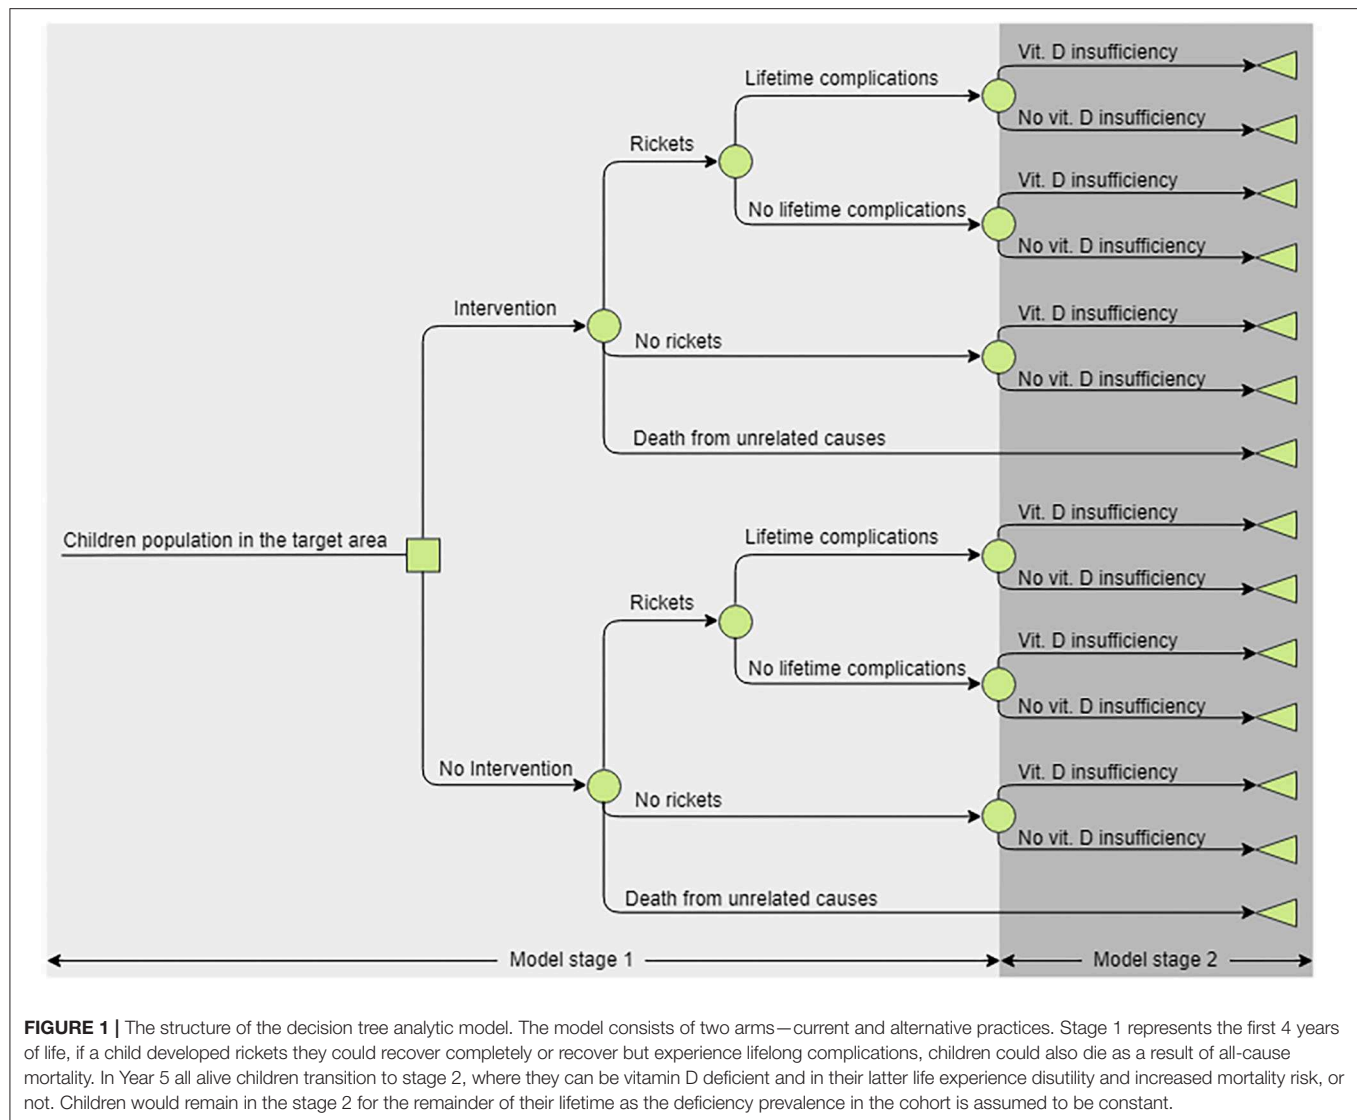 Vit. D insufficiency
Lifetime complications
No vit. D insufficiency
Rickets
Vit. D insufficiency
No lifetime complications
No vit. D insufficiency
Intervention
Vit. D insufficiency
No rickets
No vit. D insufficiency
Death from unrelated causes
Vit. D insufficiency
Children population in the target area
Lifetime complications
No vit. D insufficiency
Rickets
Vit. D insufficiency
No lifetime complications
No vit. D insufficiency
No Intervention
Vit. D insufficiency
No rickets
No vit. D insufficiency
Death from unrelated causes
Model stage 1
Model stage 2
FIGURE 1 | The structure of the decision tree analytic model. The model consists of two arms—current and alternative practices. Stage 1 represents the first 4 years
of life, if a child developed rickets they could recover completely or recover but experience lifelong complications, children could also die as a result of all-cause
mortality. In Year 5 all alive children transition to stage 2, where they can be vitamin D deficient and in their latter life experience disutility and increased mortality risk, or
not. Children would remain in the stage 2 for the remainder of their lifetime as the deficiency prevalence in the cohort is assumed to be constant.